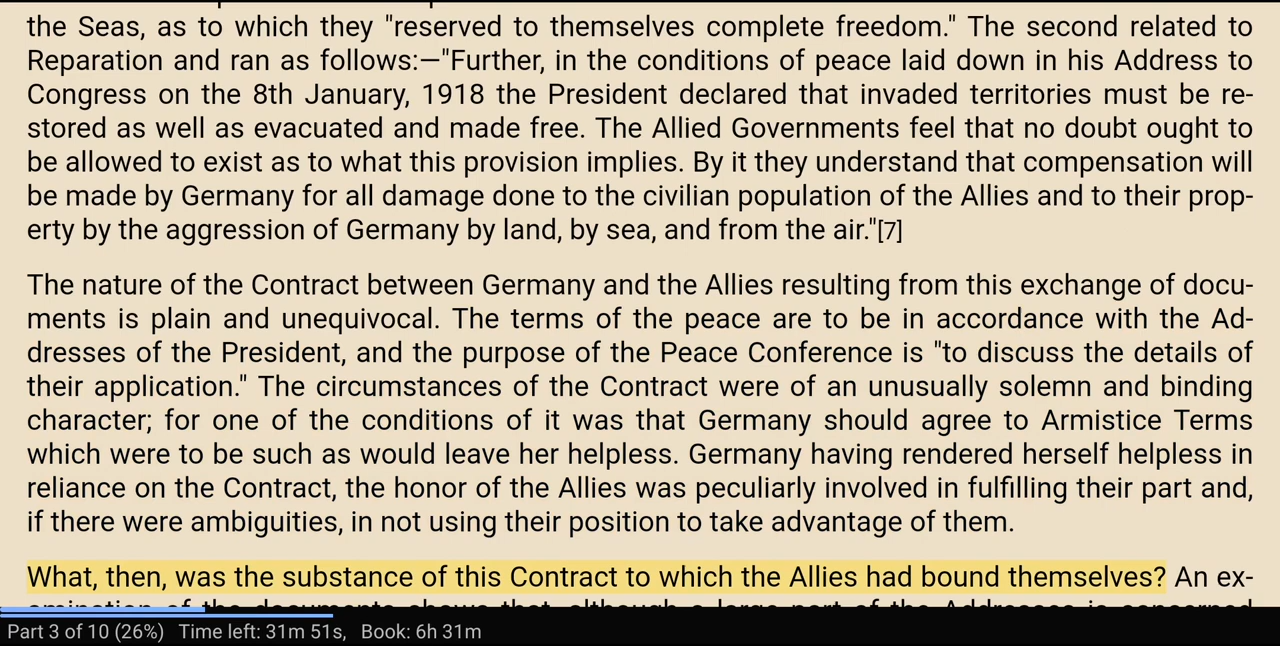 the Seas, as to which they "reserved to themselves complete freedom." The second related to
Reparation and ran as follows:—"Further, in the conditions of peace laid down in his Address to
Congress on the 8th January, 1918 the President declared that invaded territories must be re-
stored as well as evacuated and made free. The Allied Governments feel that no doubt ought to
be allowed to exist as to what this provision implies. By it they understand that compensation will
be made by Germany for all damage done to the civilian population of the Allies and to their prop-
erty by the aggression of Germany by land, by sea, and from the air."[7]
The nature of the Contract between Germany and the Allies resulting from this exchange of docu-
ments is plain and unequivocal. The terms of the peace are to be in accordance with the Ad-
dresses of the President, and the purpose of the Peace Conference is "to discuss the details of
their application." The circumstances of the Contract were of an unusually solemn and binding
character; for one of the conditions of it was that Germany should agree to Armistice Terms
which were to be such as would leave her helpless. Germany having rendered herself helpless in
reliance on the Contract, the honor of the Allies was peculiarly involved in fulfilling their part and,
if there were ambiguities, in not using their position to take advantage of them.
What, then, was the substance of this Contract to which the Allies had bound themselves? An ex-
amination of the documents shows that, although a large part of the Addresses is concerned
Part 3 of 10 (26%) Time left: 31m 51s, Book: 6h 31m